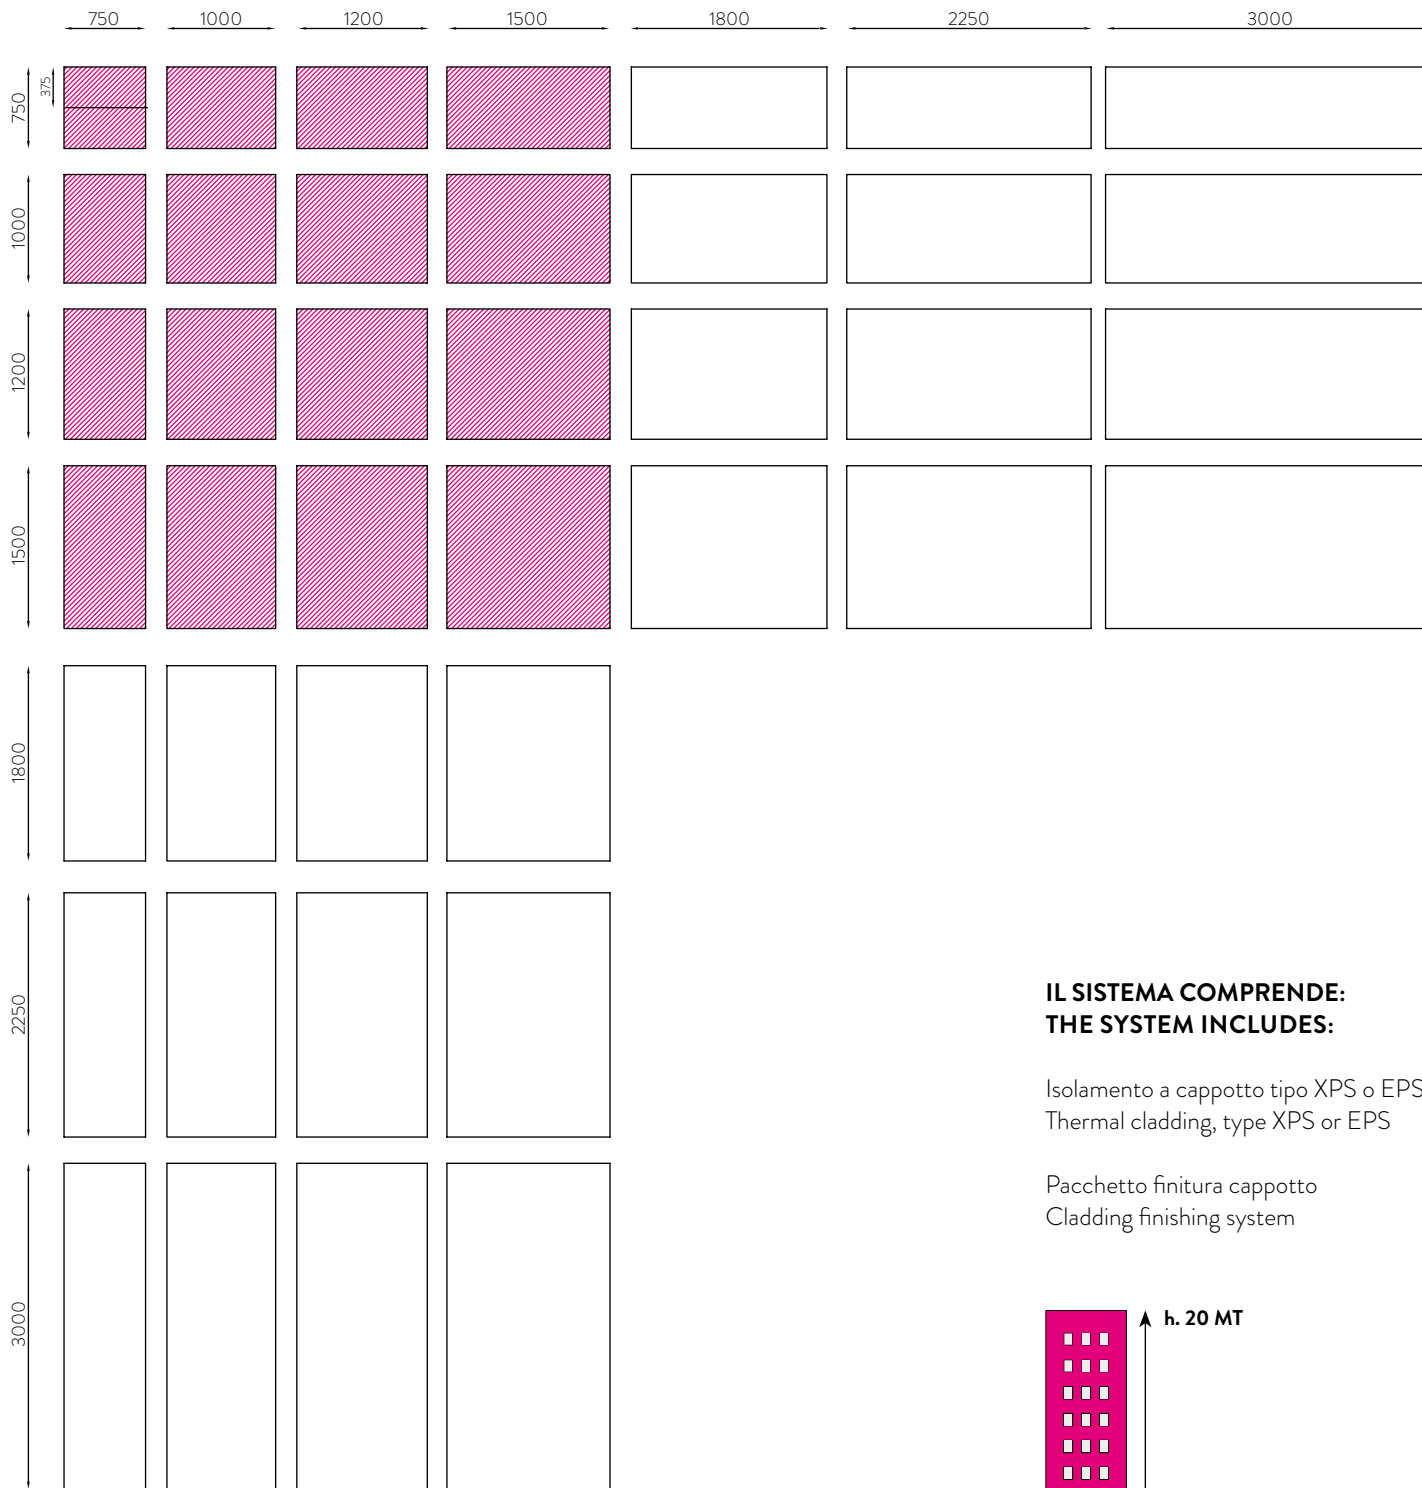 750 1000 1200 1500 1800 2250 3000
375
750
1000
1200
1500
1800
2250
3000
IL SISTEMA COMPRENDE:
THE SYSTEM INCLUDES:
Isolamento a cappotto tipo XPS o EPS
Thermal cladding, type XPS or EPS
Pacchetto finitura cappotto
Cladding finishing system
h. 20 MT